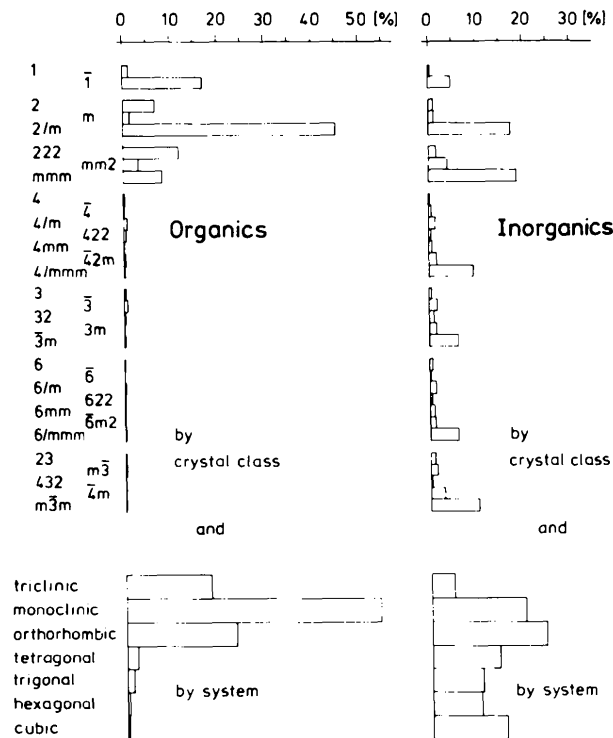 0 10 30 50 [%]
0 10 20 30 [%]
1
1̅
2
m
2/m
222
mm2
mmm
4
4̅
4/m
422
4mm
4̅2m
4/mmm
Organics
Inorganics
3
3̅
32
3m
3̅m
6
6̅
6/m
622
6mm
6̅m2
6/mmm
by
by
23
m3̅
crystal class
crystal class
432
4̅m
m3̅m
and
and
triclinic
monoclinic
orthorhombic
tetragonal
trigonal
by system
by system
hexagonal
cubic